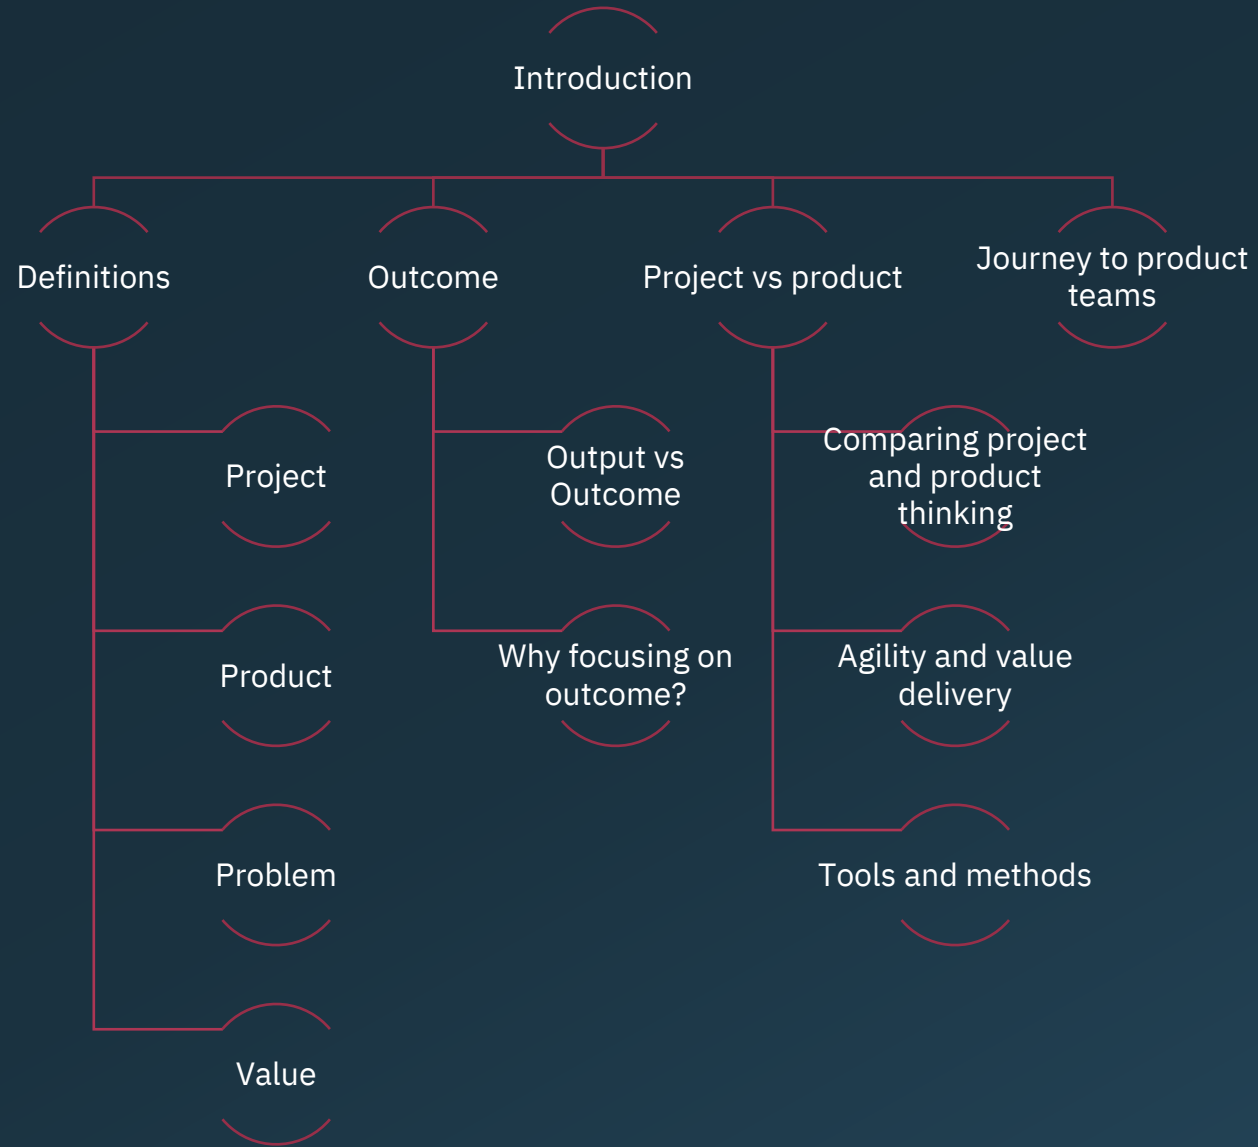 Introduction
Definitions
Outcome
Project vs product
Journey to product
teams
Project
Product
Problem
Value
Output vs
Outcome
Why focusing on
outcome?
Comparing project
and product
thinking
Agility and value
delivery
Tools and methods